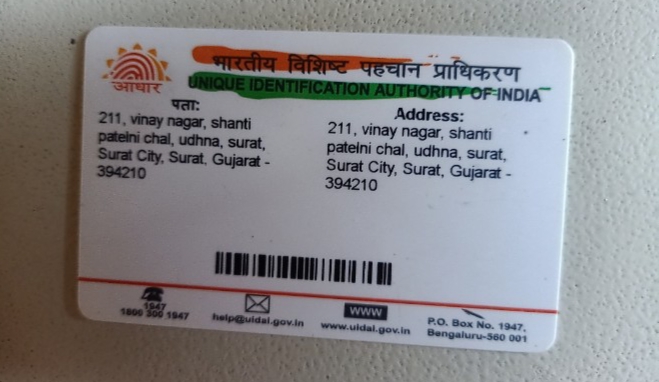 आधार
भारतीय विशिष्ट पहचान प्राधिकरण
UNIQUE IDENTIFICATION AUTHORITY OF INDIA
पता:
211, vinay nagar, shanti
patelni chal, udhna, surat,
Surat City, Surat, Gujarat -
394210
Address:
211, vinay nagar, shanti
patelni chal, udhna, surat,
Surat City, Surat, Gujarat -
394210
1947
1800 300 1947
help@uidai.gov.in
www
www.uidai.gov.in
P.O. Box No. 1947,
Bengaluru-560 001